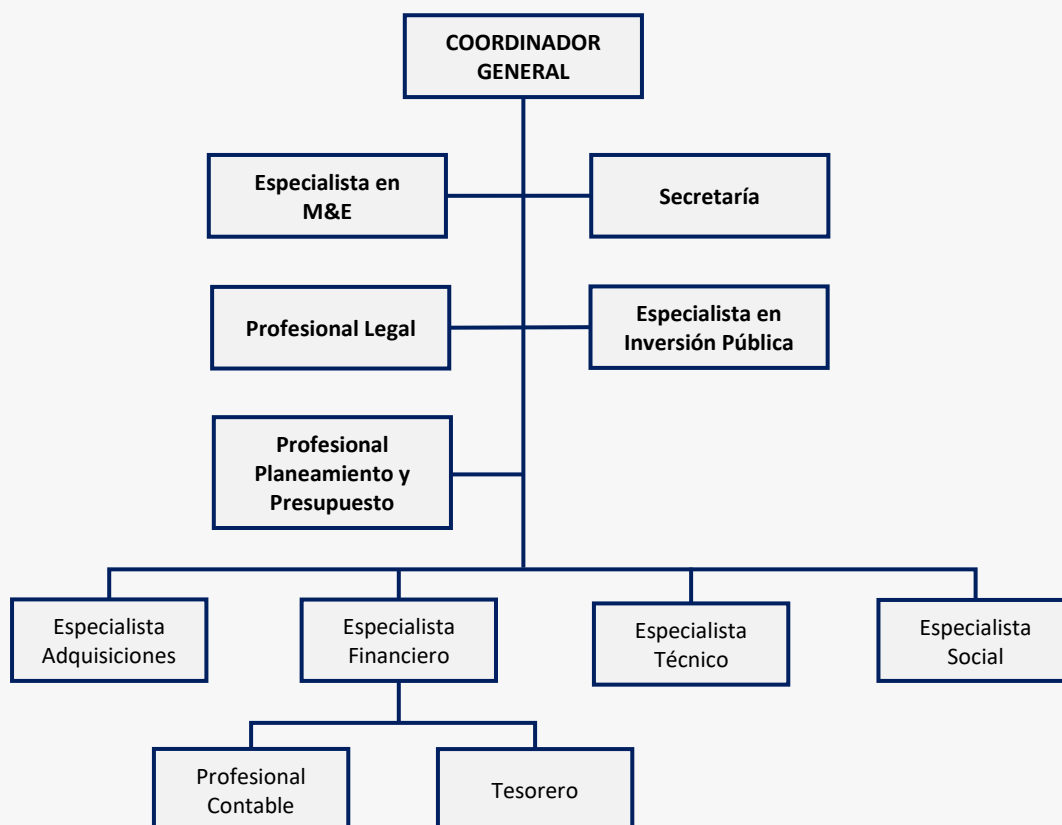 COORDINADOR
GENERAL
Especialista en
M&E
Secretaría
Profesional Legal
Especialista en
Inversión Pública
Profesional
Planeamiento y
Presupuesto
Especialista
Adquisiciones
Especialista
Financiero
Especialista
Técnico
Especialista
Social
Profesional
Contable
Tesorero